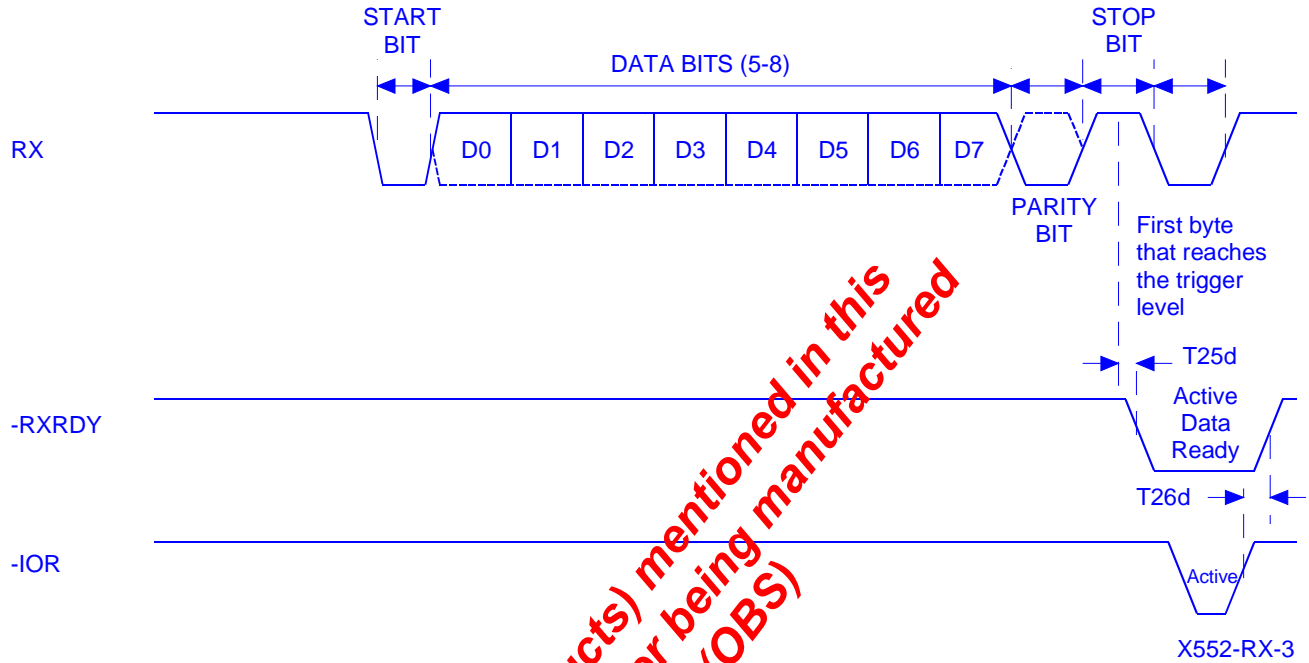 START
BIT
STOP
BIT
DATA BITS (5-8)
RX
D0 D1 D2 D3 D4 D5 D6 D7
PARITY
BIT
First byte
that reaches
the trigger
level
T25d
-RXRDY
Active
Data
Ready
T26d
-IOR
Active
X552-RX-3
mentioned in this
being manufactured
(OBS)